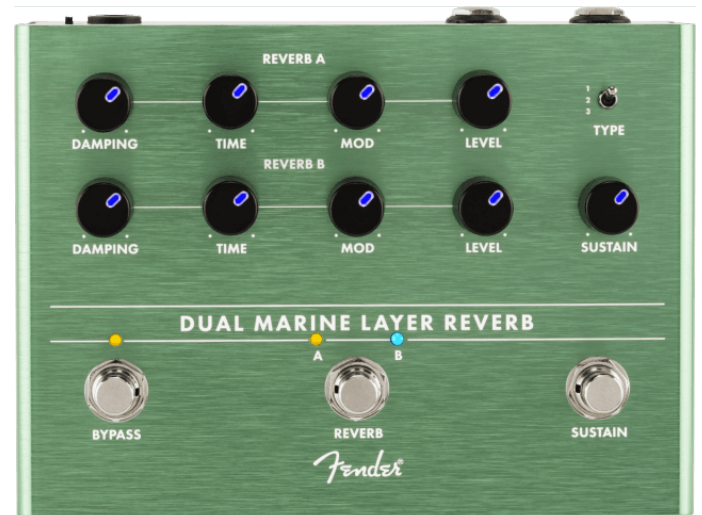 REVERB A
DAMPING TIME MOD LEVEL
1
2
3
TYPE
REVERB B
DAMPING TIME MOD LEVEL SUSTAIN
DUAL MARINE LAYER REVERB
A B
BYPASS REVERB SUSTAIN
Fender®